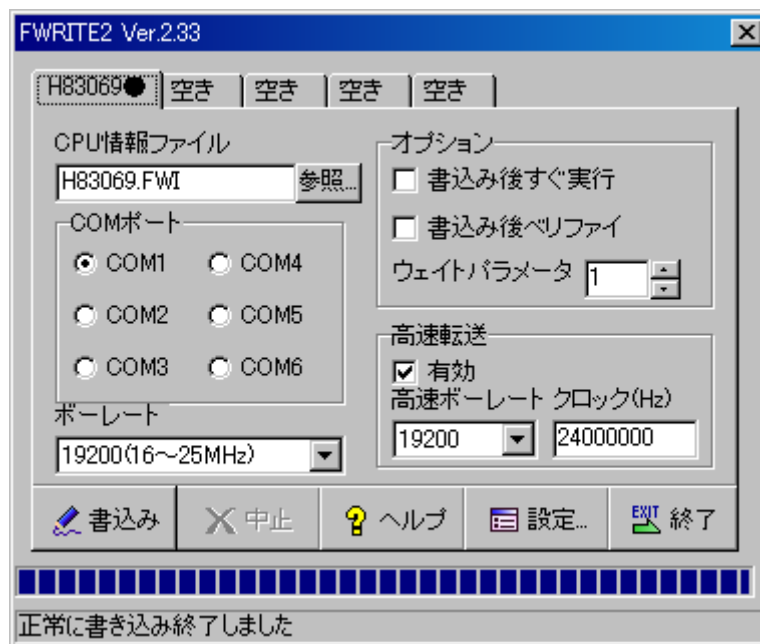 FWRITE2 Ver.2.33
H83069● 空き 空き 空き 空き
CPU情報ファイル
H83069.FWI 参照...
COMポート
COM1 COM4
COM2 COM5
COM3 COM6
ボーレート
19200(16～25MHz)
オプション
書込み後すぐ実行
書込み後ベリファイ
ウェイトパラメータ 1
高速転送
有効
高速ボーレート クロック(Hz)
19200 24000000
書込み 中止 ヘルプ 設定... EXIT 終了
正常に書き込み終了しました